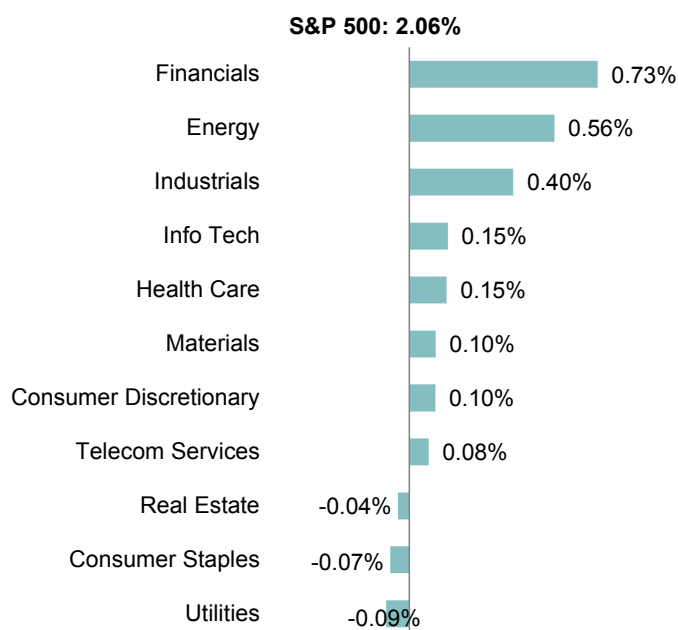 S&P 500: 2.06%
Financials 0.73%
Energy 0.56%
Industrials 0.40%
Info Tech 0.15%
Health Care 0.15%
Materials 0.10%
Consumer Discretionary 0.10%
Telecom Services 0.08%
Real Estate -0.04%
Consumer Staples -0.07%
Utilities -0.09%